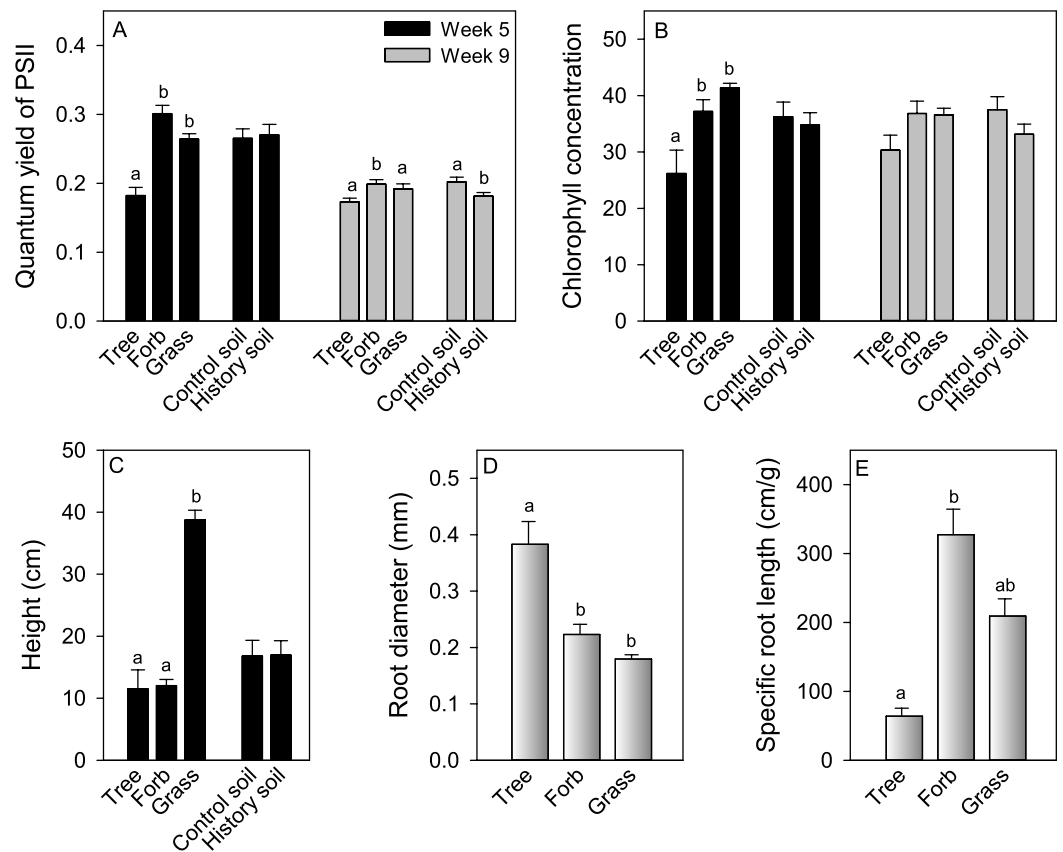 A
Week 5
Week 9
Quantum yield of PSII
0.4
0.3
0.2
0.1
0.0
a
b
b
a
b
a
a
b
Tree
Forb
Grass
Control soil
History soil
Tree
Forb
Grass
Control soil
History soil
B
Chlorophyll concentration
50
40
30
20
10
0
a
b
b
Tree
Forb
Grass
Control soil
History soil
Tree
Forb
Grass
Control soil
History soil
C
Height (cm)
50
40
30
20
10
0
a
a
b
Tree
Forb
Grass
Control soil
History soil
D
Root diameter (mm)
0.5
0.4
0.3
0.2
0.1
0.0
a
b
b
Tree
Forb
Grass
E
Specific root length (cm/g)
400
300
200
100
0
a
b
ab
Tree
Forb
Grass